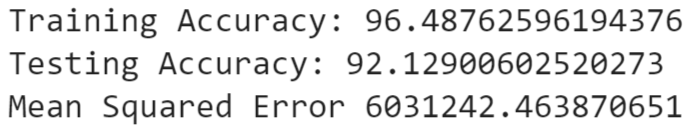 Training Accuracy: 96.48762596194376
Testing Accuracy: 92.12900602520273
Mean Squared Error 6031242.463870651